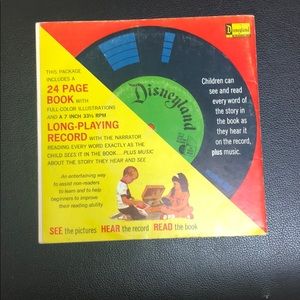 Disneyland
THIS PACKAGE
INCLUDES A
24 PAGE
BOOK WITH
FULL-COLOR ILLUSTRATIONS
AND A 7 INCH 33⅓ RPM
LONG-PLAYING
RECORD WITH THE NARRATOR
READING EVERY WORD EXACTLY AS THE
CHILD SEES IT IN THE BOOK... PLUS MUSIC
ABOUT THE STORY THEY HEAR AND SEE
An entertaining way
to assist non-readers
to learn and to help
beginners to improve
their reading ability
Disneyland
Children can
see and read
every word of
the story in
the book as
they hear it
on the record,
plus music.
SEE the pictures HEAR the record READ the book